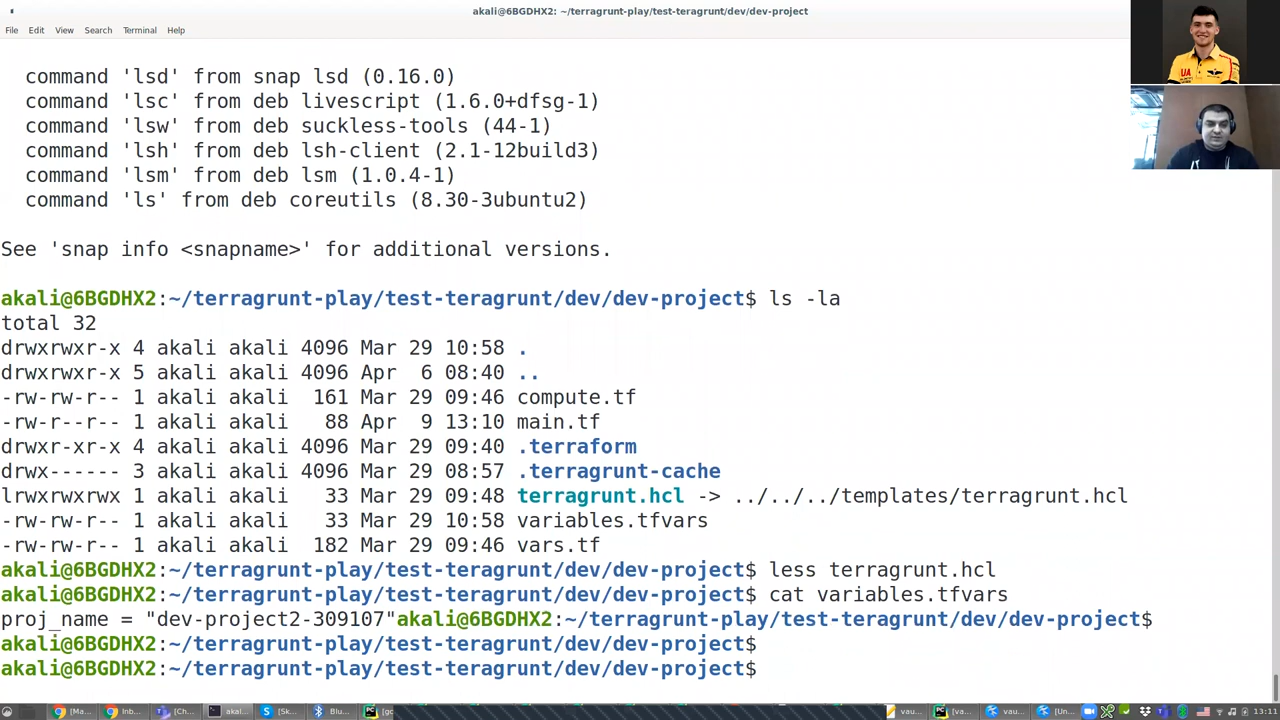 akali@6BGDHX2: ~/terragrunt-play/test-teragrunt/dev/dev-project
File Edit View Search Terminal Help
command 'lsd' from snap lsd (0.16.0)
command 'lsc' from deb livescript (1.6.0+dfsg-1)
command 'lsw' from deb suckless-tools (44-1)
command 'lsh' from deb lsh-client (2.1-12build3)
command 'lsm' from deb lsm (1.0.4-1)
command 'ls' from deb coreutils (8.30-3ubuntu2)
See 'snap info <snapname>' for additional versions.
akali@6BGDHX2:~/terragrunt-play/test-teragrunt/dev/dev-project$ ls -la
total 32
drwxrwxr-x 4 akali akali 4096 Mar 29 10:58 .
drwxrwxr-x 5 akali akali 4096 Apr  6 08:40 ..
-rw-rw-r-- 1 akali akali  161 Mar 29 09:46 compute.tf
-rw-r--r-- 1 akali akali   88 Apr  9 13:10 main.tf
drwxr-xr-x 4 akali akali 4096 Mar 29 09:40 .terraform
drwx------ 3 akali akali 4096 Mar 29 08:57 .terragrunt-cache
lrwxrwxrwx 1 akali akali   33 Mar 29 09:48 terragrunt.hcl -> ../../../templates/terragrunt.hcl
-rw-rw-r-- 1 akali akali   33 Mar 29 10:58 variables.tfvars
-rw-rw-r-- 1 akali akali  182 Mar 29 09:46 vars.tf
akali@6BGDHX2:~/terragrunt-play/test-teragrunt/dev/dev-project$ less terragrunt.hcl
akali@6BGDHX2:~/terragrunt-play/test-teragrunt/dev/dev-project$ cat variables.tfvars
proj_name = "dev-project2-309107"akali@6BGDHX2:~/terragrunt-play/test-teragrunt/dev/dev-project$
akali@6BGDHX2:~/terragrunt-play/test-teragrunt/dev/dev-project$
akali@6BGDHX2:~/terragrunt-play/test-teragrunt/dev/dev-project$
UA
[Ma... Inb... [Ch... akal... [Sk... Blu... [gc vau... [va... vau... [Un... 13:11